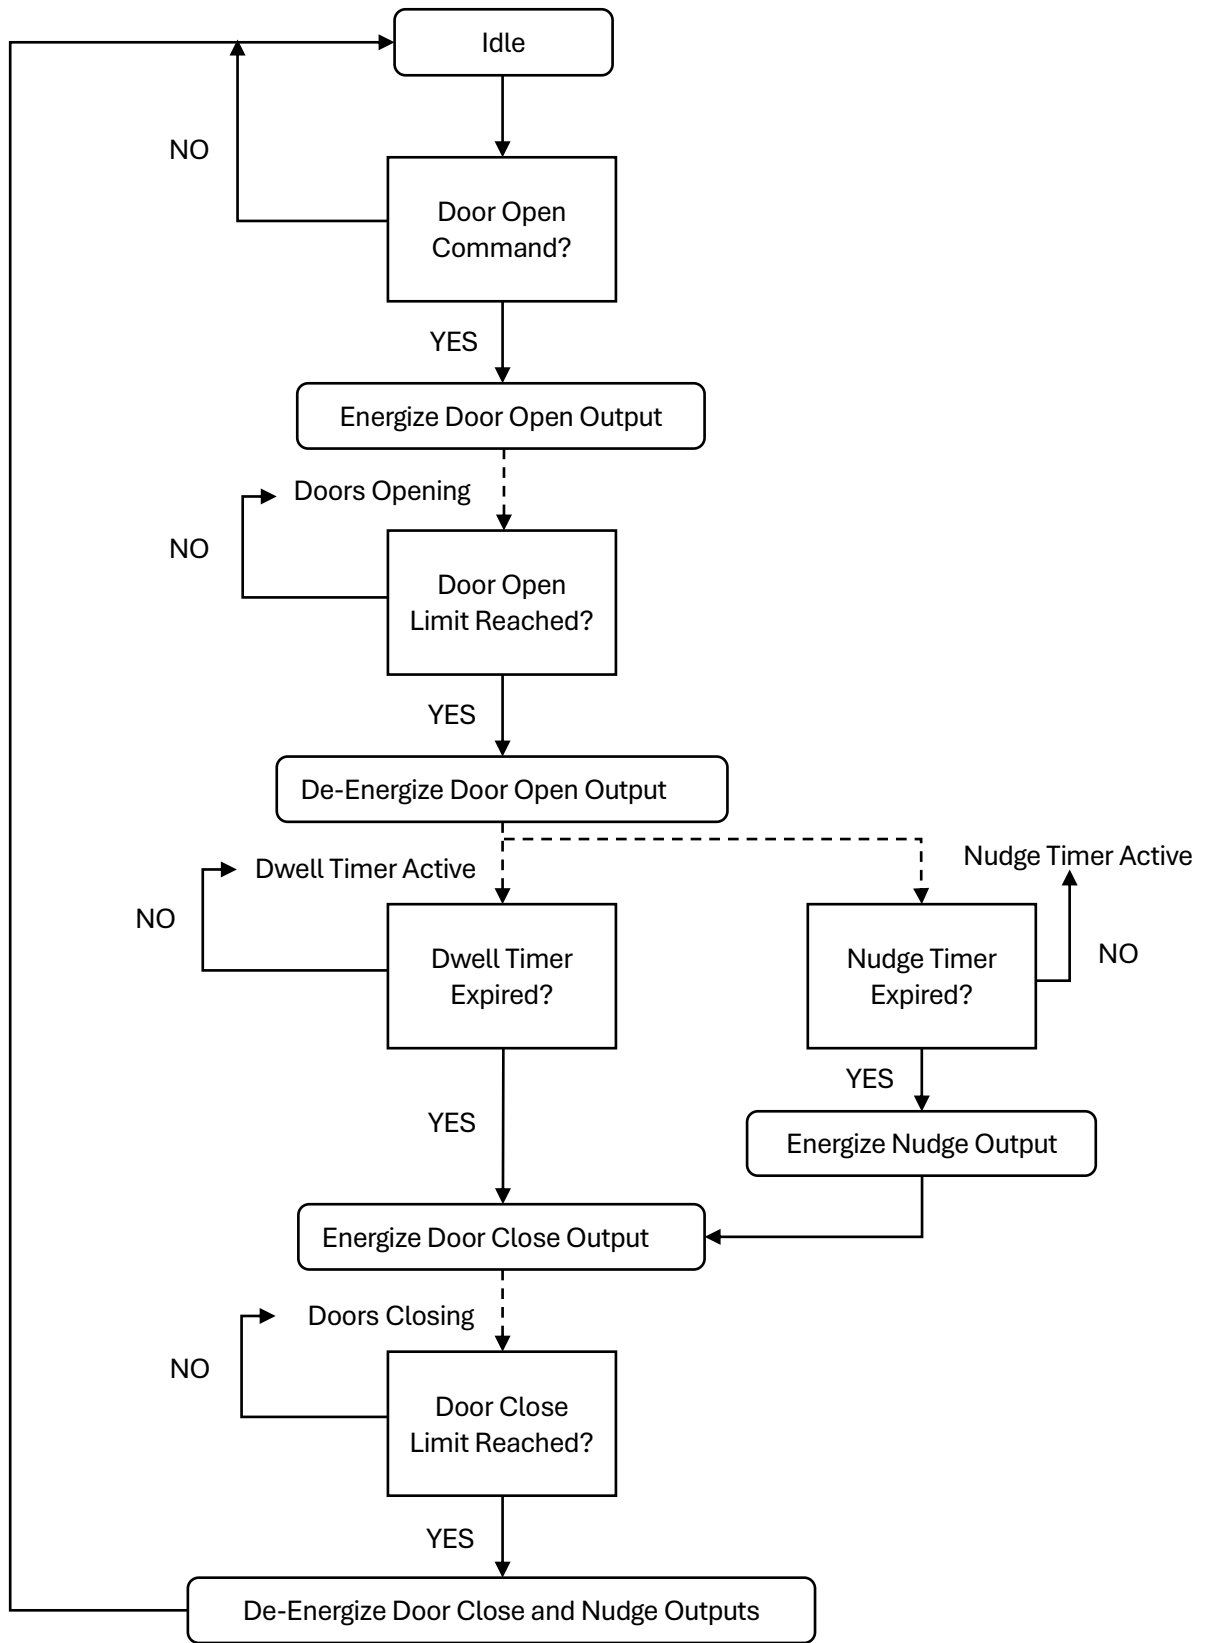 Idle
NO
Door Open
Command?
YES
Energize Door Open Output
Doors Opening
NO
Door Open
Limit Reached?
YES
De-Energize Door Open Output
Dwell Timer Active
Nudge Timer Active
NO
NO
Dwell Timer
Expired?
Nudge Timer
Expired?
YES
YES
Energize Nudge Output
Energize Door Close Output
Doors Closing
NO
Door Close
Limit Reached?
YES
De-Energize Door Close and Nudge Outputs